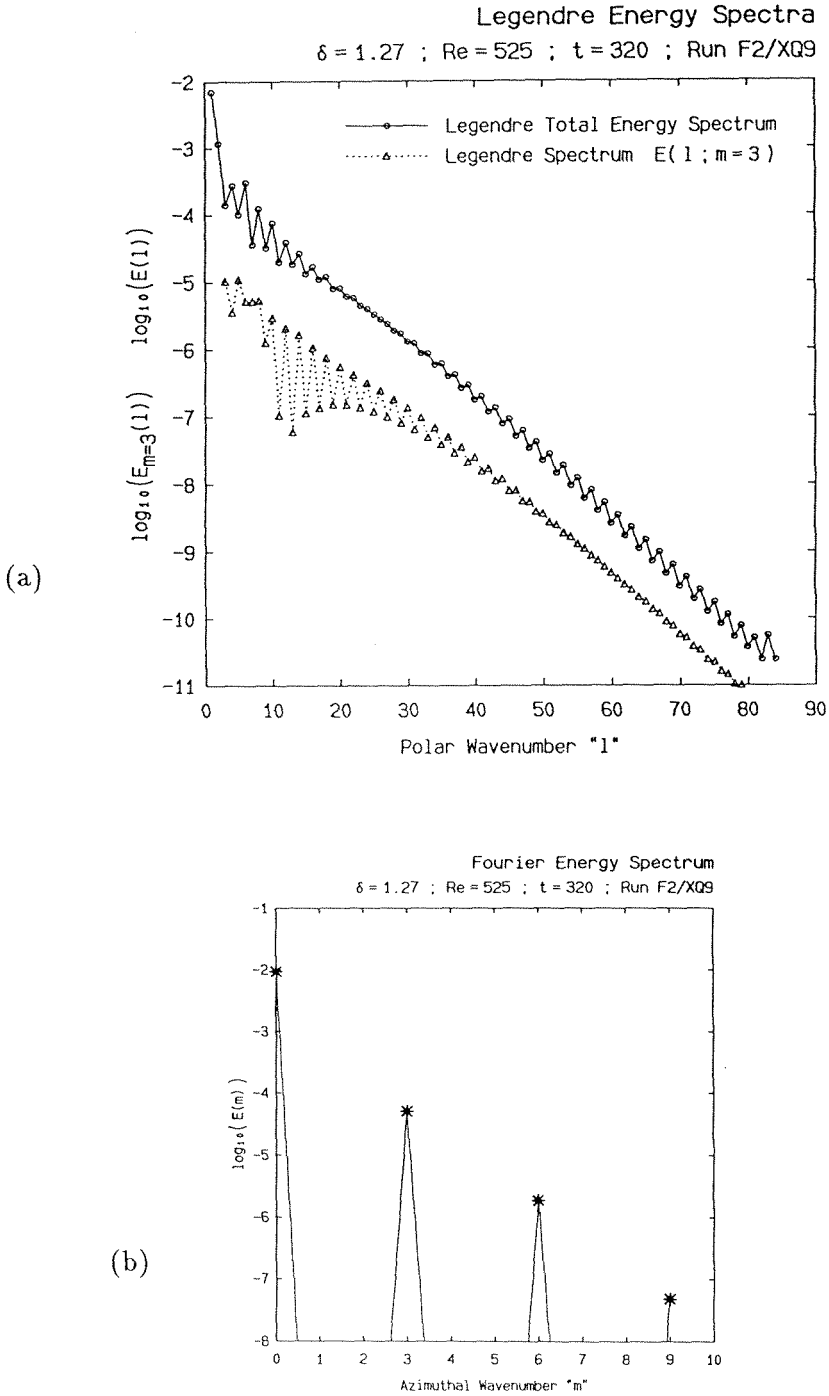 Legendre Energy Spectra
δ = 1.27 ; Re = 525 ; t = 320 ; Run F2/XQ9
Legendre Total Energy Spectrum
Legendre Spectrum E( l ; m = 3 )
-2
-3
-4
-5
-6
-7
-8
-9
-10
-11
log₁₀(E_{m=3}(l)) log₁₀(E(l))
0 10 20 30 40 50 60 70 80 90
Polar Wavenumber "l"
(a)
Fourier Energy Spectrum
δ = 1.27 ; Re = 525 ; t = 320 ; Run F2/XQ9
-1
-2
-3
-4
-5
-6
-7
-8
log₁₀(E(m))
0 1 2 3 4 5 6 7 8 9 10
Azimuthal Wavenumber "m"
(b)